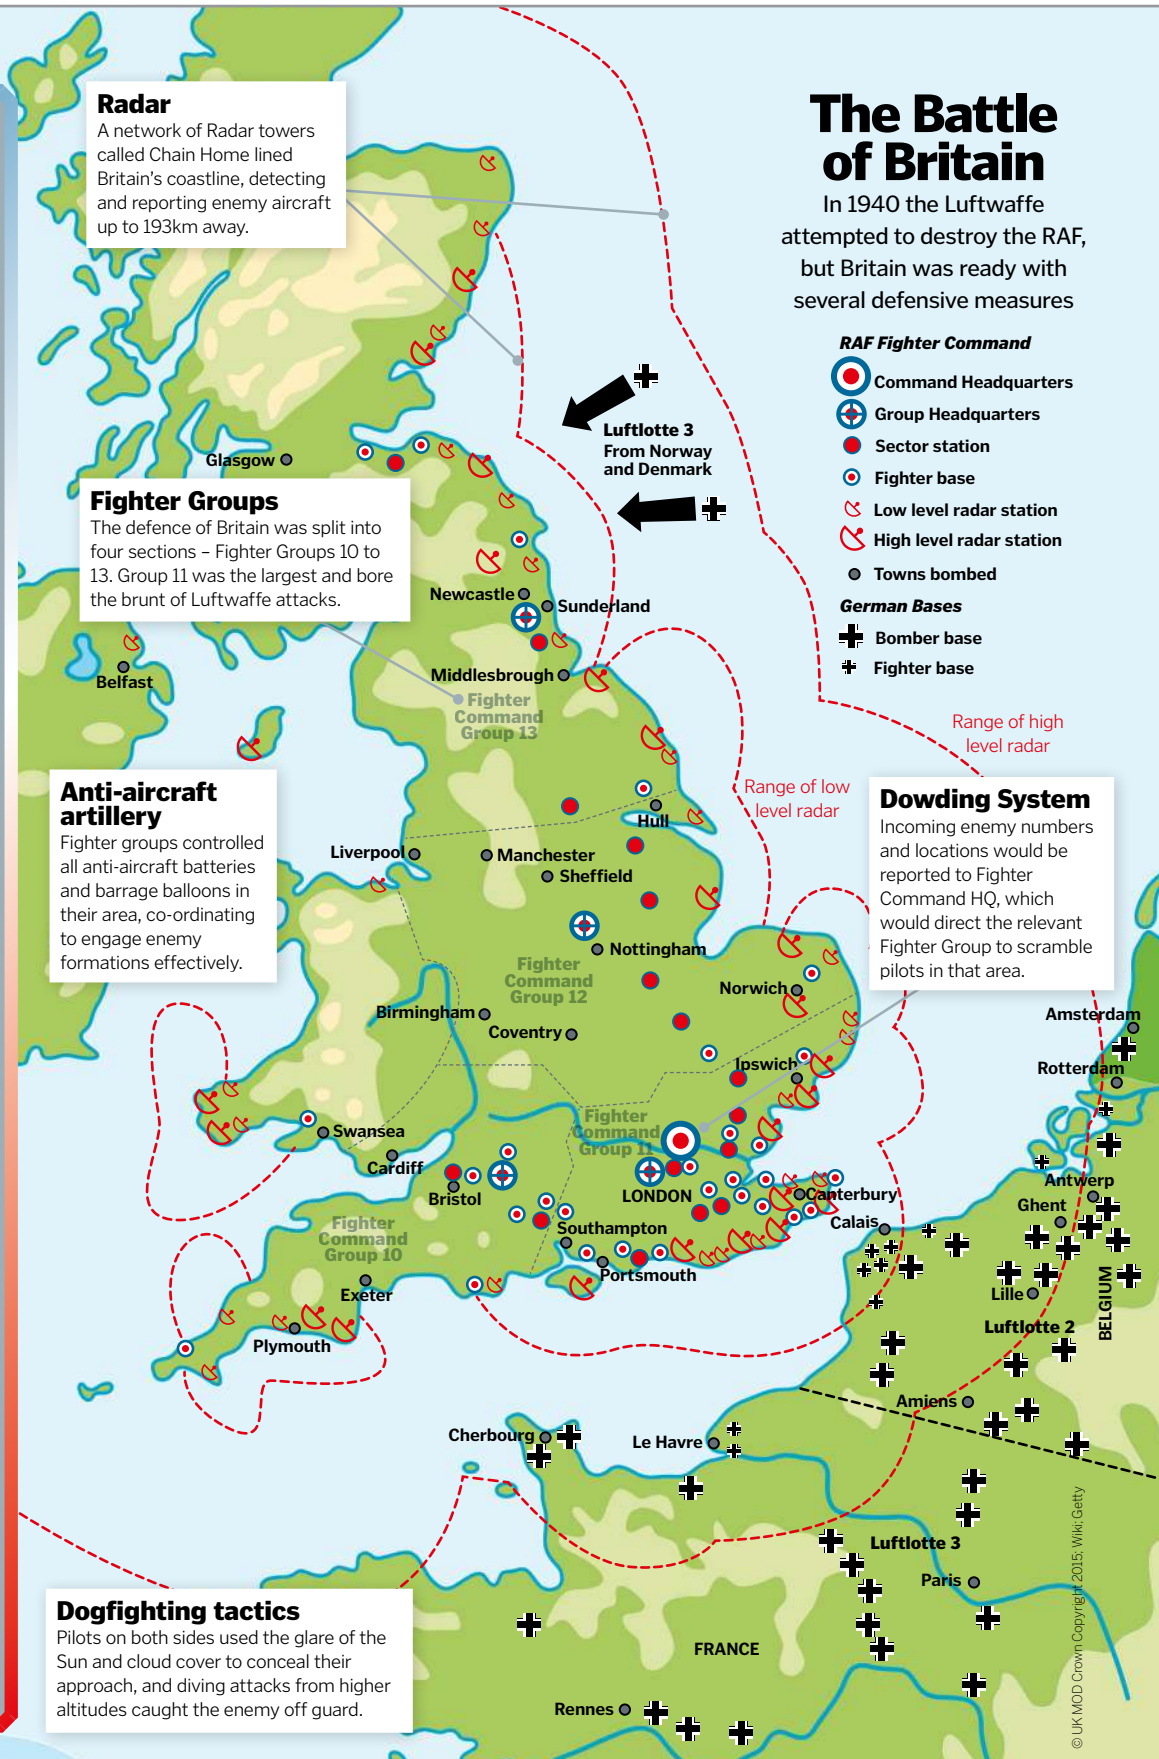 The Battle
of Britain
In 1940 the Luftwaffe
attempted to destroy the RAF,
but Britain was ready with
several defensive measures
Radar
A network of Radar towers
called Chain Home lined
Britain's coastline, detecting
and reporting enemy aircraft
up to 193km away.
RAF Fighter Command
Command Headquarters
Group Headquarters
Sector station
Fighter base
Low level radar station
High level radar station
Towns bombed
German Bases
Bomber base
Fighter base
Luftlotte 3
From Norway
and Denmark
Glasgow
Fighter Groups
The defence of Britain was split into
four sections – Fighter Groups 10 to
13. Group 11 was the largest and bore
the brunt of Luftwaffe attacks.
Newcastle
Sunderland
Belfast
Middlesbrough
Fighter
Command
Group 13
Range of high
level radar
Range of low
level radar
Anti-aircraft
artillery
Fighter groups controlled
all anti-aircraft batteries
and barrage balloons in
their area, co-ordinating
to engage enemy
formations effectively.
Dowding System
Incoming enemy numbers
and locations would be
reported to Fighter
Command HQ, which
would direct the relevant
Fighter Group to scramble
pilots in that area.
Hull
Liverpool
Manchester
Sheffield
Nottingham
Fighter
Command
Group 12
Norwich
Birmingham
Coventry
Amsterdam
Ipswich
Rotterdam
Fighter
Command
Group 11
Swansea
Cardiff
Bristol
LONDON
Canterbury
Antwerp
Ghent
Calais
Fighter
Command
Group 10
Southampton
Portsmouth
Exeter
Plymouth
Lille
BELGIUM
Luftlotte 2
Amiens
Cherbourg
Le Havre
Luftlotte 3
Paris
FRANCE
Rennes
Dogfighting tactics
Pilots on both sides used the glare of the
Sun and cloud cover to conceal their
approach, and diving attacks from higher
altitudes caught the enemy off guard.
© UK MOD Crown Copyright 2015; Wiki; Getty